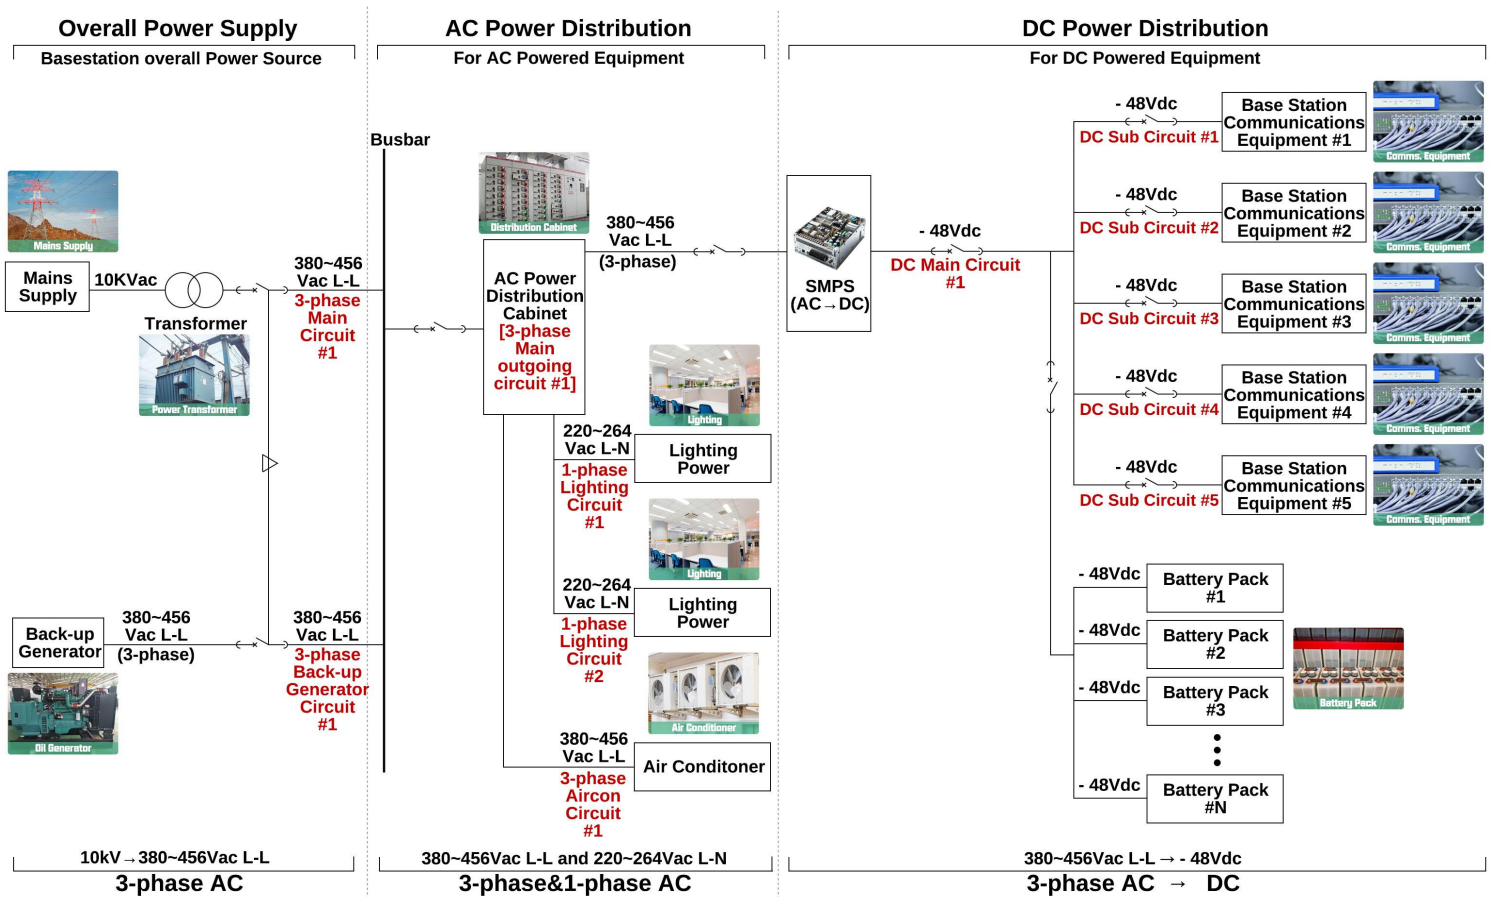 Overall Power Supply
Basestation overall Power Source
Mains Supply
Mains
Supply
10KVac
Transformer
Power Transformer
380~456
Vac L-L
3-phase
Main
Circuit
#1
Back-up
Generator
380~456
Vac L-L
(3-phase)
Oil Generator
380~456
Vac L-L
3-phase
Back-up
Generator
Circuit
#1
10kV→380~456Vac L-L
3-phase AC
AC Power Distribution
For AC Powered Equipment
Busbar
Distribution Cabinet
AC Power
Distribution
Cabinet
[3-phase
Main
outgoing
circuit #1]
380~456
Vac L-L
(3-phase)
Lighting
220~264
Vac L-N
1-phase
Lighting
Circuit
#1
Lighting
Power
Lighting
220~264
Vac L-N
1-phase
Lighting
Circuit
#2
Lighting
Power
Air Conditioner
380~456
Vac L-L
3-phase
Aircon
Circuit
#1
Air Conditoner
380~456Vac L-L and 220~264Vac L-N
3-phase&1-phase AC
DC Power Distribution
For DC Powered Equipment
SMPS
(AC→DC)
- 48Vdc
DC Main Circuit
#1
- 48Vdc
DC Sub Circuit #1
Base Station
Communications
Equipment #1
Comms. Equipment
- 48Vdc
DC Sub Circuit #2
Base Station
Communications
Equipment #2
Comms. Equipment
- 48Vdc
DC Sub Circuit #3
Base Station
Communications
Equipment #3
Comms. Equipment
- 48Vdc
DC Sub Circuit #4
Base Station
Communications
Equipment #4
Comms. Equipment
- 48Vdc
DC Sub Circuit #5
Base Station
Communications
Equipment #5
Comms. Equipment
- 48Vdc
Battery Pack
#1
- 48Vdc
Battery Pack
#2
- 48Vdc
Battery Pack
#3
Battery Pack
- 48Vdc
Battery Pack
#N
380~456Vac L-L → - 48Vdc
3-phase AC → DC